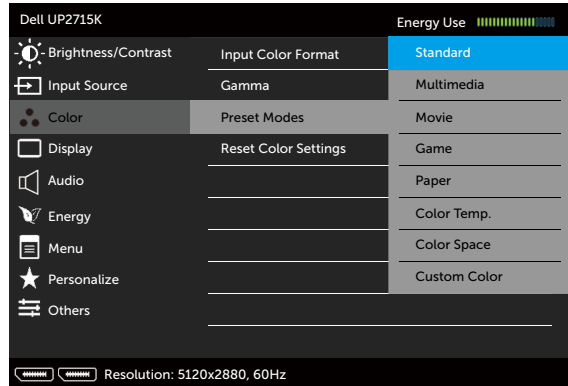 Dell UP2715K
Energy Use
Brightness/Contrast
Input Source
Color
Display
Audio
Energy
Menu
Personalize
Others
Input Color Format
Gamma
Preset Modes
Reset Color Settings
Standard
Multimedia
Movie
Game
Paper
Color Temp.
Color Space
Custom Color
Resolution: 5120x2880, 60Hz